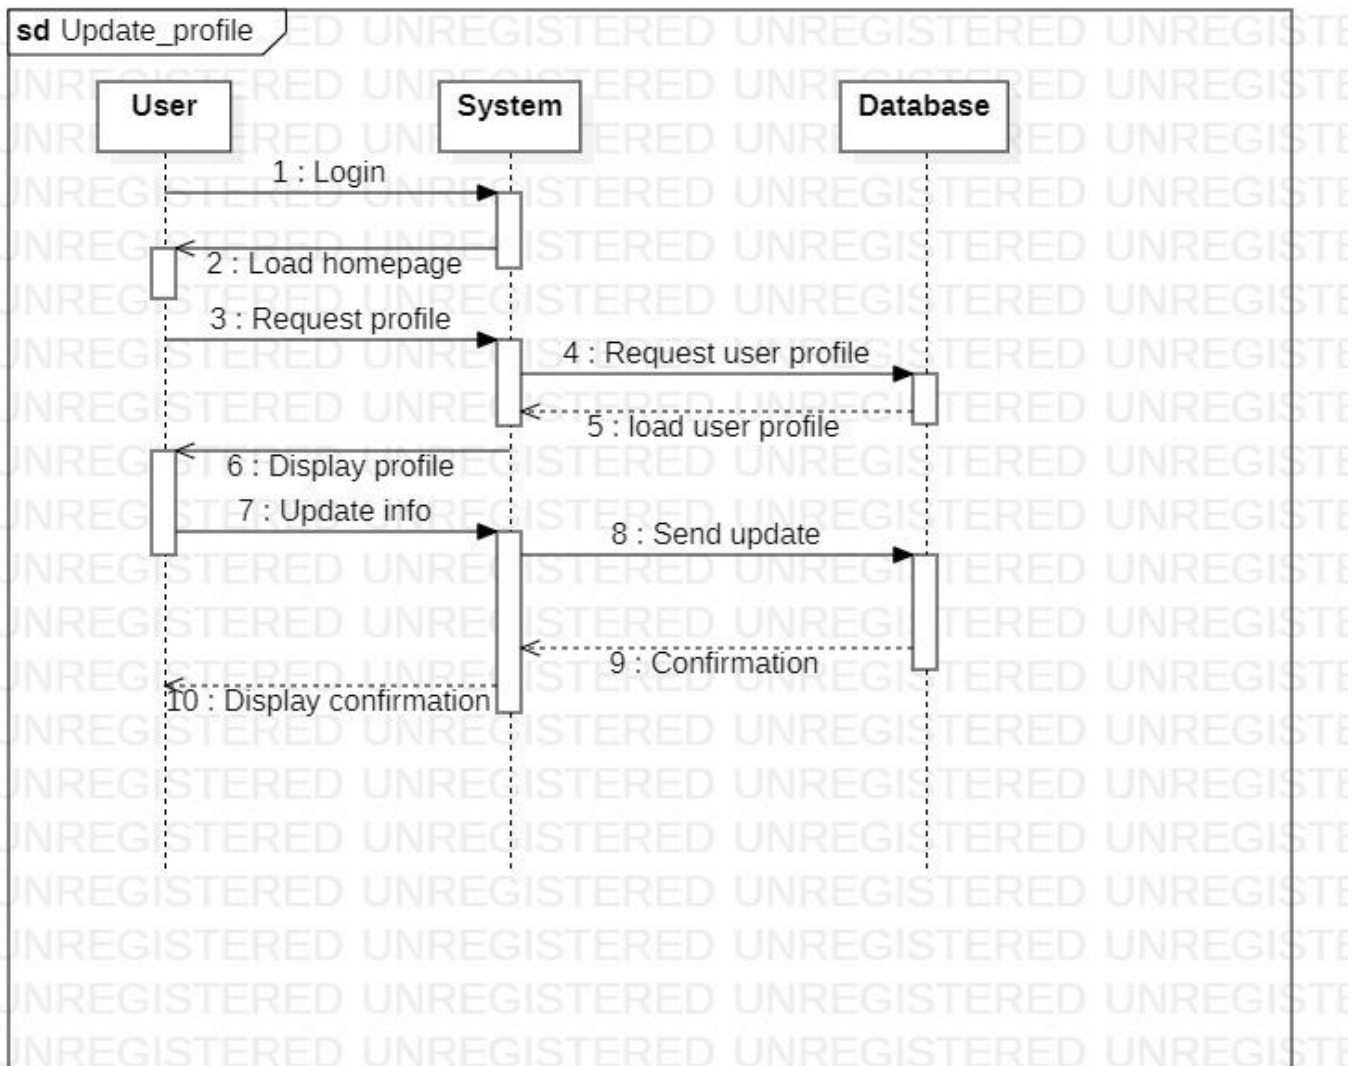 sd Update_profile
User
System
Database
1 : Login
2 : Load homepage
3 : Request profile
4 : Request user profile
5 : load user profile
6 : Display profile
7 : Update info
8 : Send update
9 : Confirmation
10 : Display confirmation
UNREGISTERED